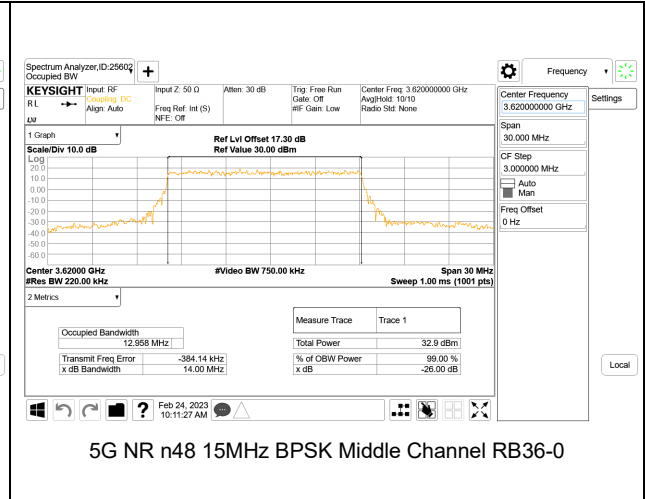 Spectrum Analyzer,ID:25602
Occupied BW
Frequency
KEYSIGHT
R L
Input: RF
Coupling: DC
Align: Auto
Input Z: 50 Ω
Freq Ref: Int (S)
NFE: Off
Atten: 30 dB
Trig: Free Run
Gate: Off
#IF Gain: Low
Center Freq: 3.620000000 GHz
Avg|Hold: 10/10
Radio Std: None
Center Frequency
3.620000000 GHz
Settings
Span
30.000 MHz
CF Step
3.000000 MHz
Auto
Man
Freq Offset
0 Hz
1 Graph
Scale/Div 10.0 dB
Ref Lvl Offset 17.30 dB
Ref Value 30.00 dBm
Log
20.0
10.0
0.00
-10.0
-20.0
-30.0
-40.0
-50.0
-60.0
Center 3.62000 GHz
#Video BW 750.00 kHz
Span 30 MHz
#Res BW 220.00 kHz
Sweep 1.00 ms (1001 pts)
2 Metrics
Measure Trace Trace 1
Occupied Bandwidth
12.958 MHz
Total Power 32.9 dBm
Transmit Freq Error -384.14 kHz
% of OBW Power 99.00 %
x dB Bandwidth 14.00 MHz
x dB -26.00 dB
Local
Feb 24, 2023
10:11:27 AM
5G NR n48 15MHz BPSK Middle Channel RB36-0